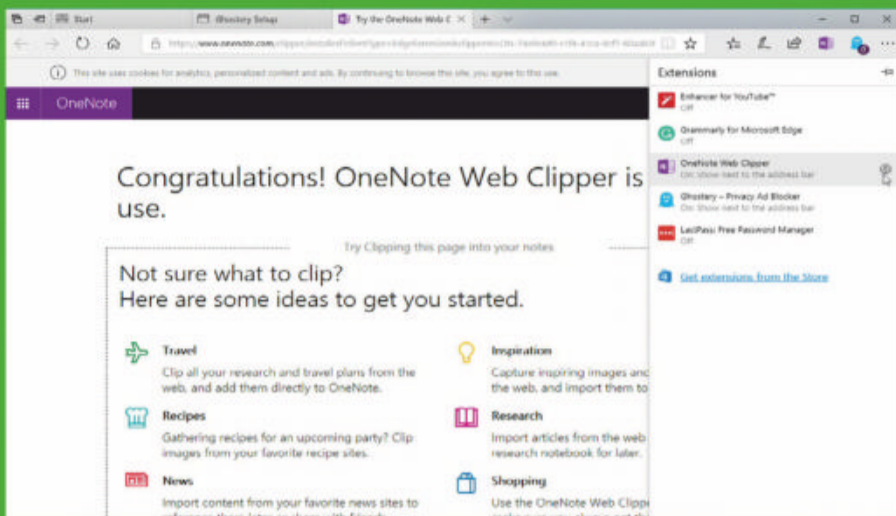 Start
Ghostery Setup
Try the OneNote Web C
This site uses cookies for analytics, personalized content and ads. By continuing to browse this site, you agree to this use.
OneNote
Congratulations! OneNote Web Clipper is
use.
Try Clipping this page into your notes
Not sure what to clip?
Here are some ideas to get you started.
Travel
Clip all your research and travel plans from the
web, and add them directly to OneNote.
Recipes
Gathering recipes for an upcoming party? Clip
images from your favorite recipe sites.
News
Import content from your favorite news sites to
Inspiration
Capture inspiring images and
the web, and import them to
Research
Import articles from the web
research notebook for later.
Shopping
Use the OneNote Web Clippe
Extensions
Enhancer for YouTube™
Off
Grammarly for Microsoft Edge
Off
OneNote Web Clipper
On: Show next to the address bar
Ghostery – Privacy Ad Blocker
On: Show next to the address bar
LastPass: Free Password Manager
Off
Get extensions from the Store